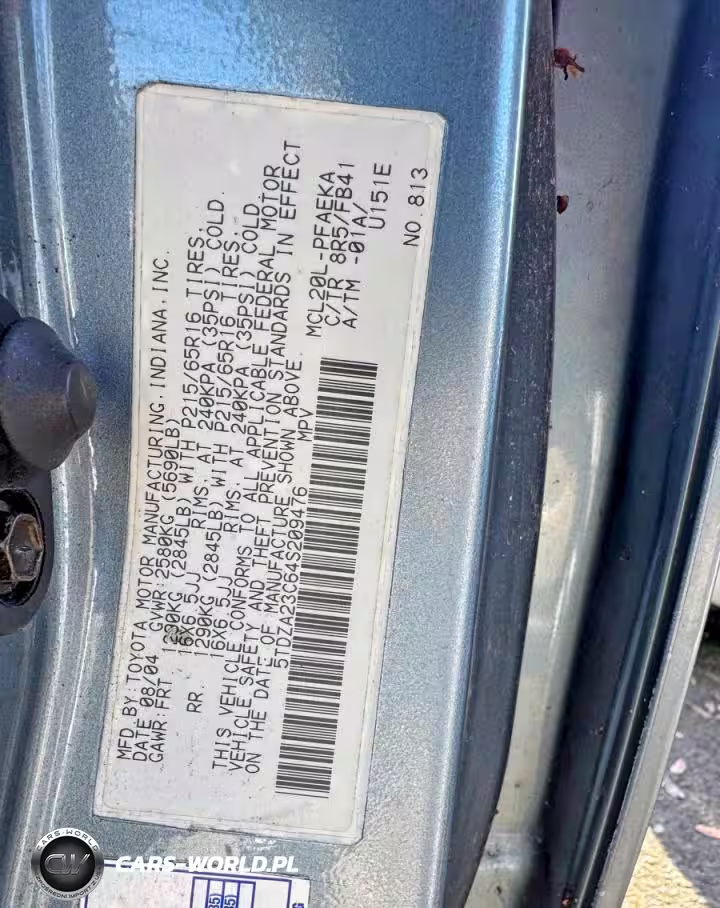 MFD BY: TOYOTA MOTOR MANUFACTURING, INDIANA, INC.
DATE 08/04 GVWR:2580KG (5690LB)
GAWR:FRT 1290KG (2845LB) WITH P215/65R16 TIRES,
16X6.5JJ RIMS, AT 240KPA (35PSI) COLD.
RR 1290KG (2845LB) WITH P215/65R16 TIRES,
16X6.5JJ RIMS, AT 240KPA (35PSI) COLD.
THIS VEHICLE CONFORMS TO ALL APPLICABLE FEDERAL MOTOR
VEHICLE SAFETY AND THEFT PREVENTION STANDARDS IN EFFECT
ON THE DATE OF MANUFACTURE SHOWN ABOVE.
5TDZA23C64S209476 MPV
MCL20L-PFAEKA
C/TR 8R5/FB41
A/TM -01A/
U151E
NO. 813
CARS-WORLD
CW
CARS-WORLD.PL